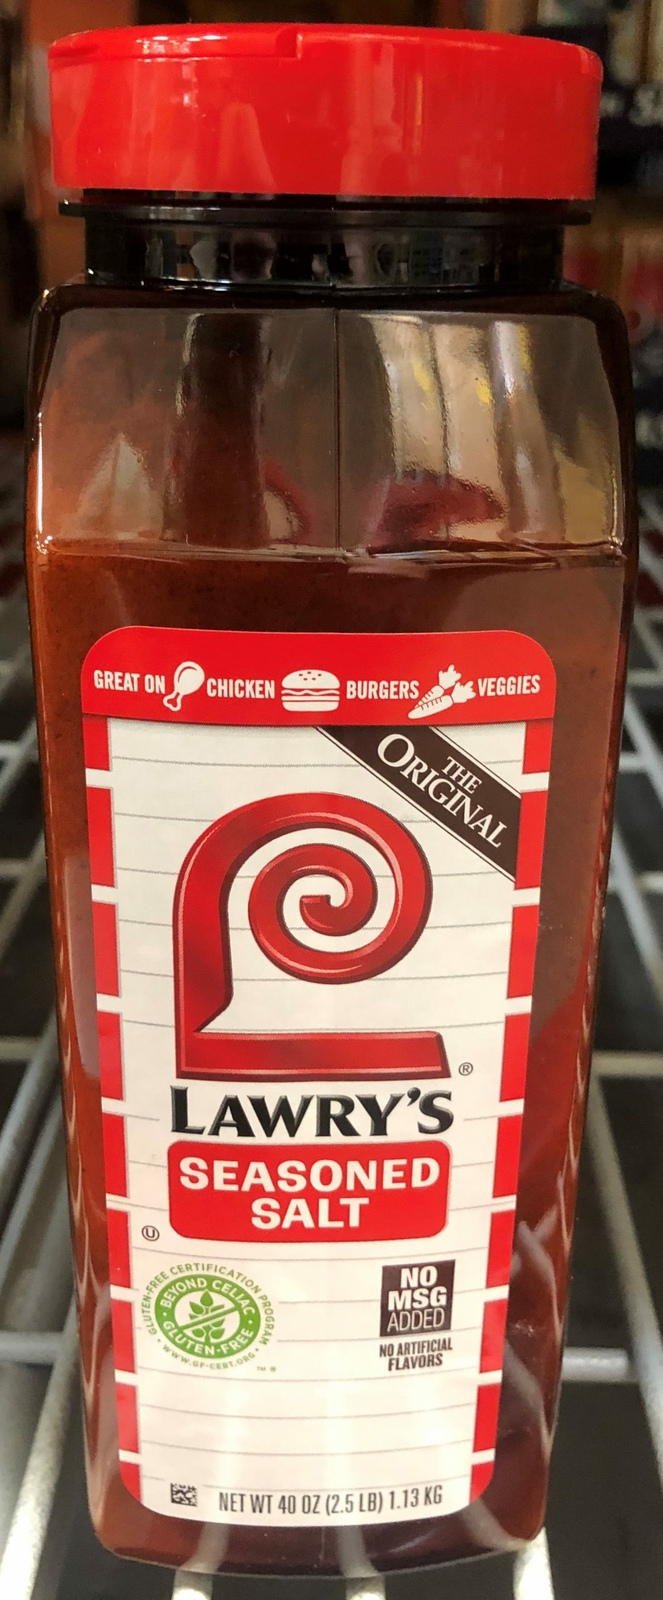 GREAT ON CHICKEN BURGERS VEGGIES
THE
ORIGINAL
®
LAWRY'S
SEASONED
SALT
U
GLUTEN-FREE CERTIFICATION PROGRAM
BEYOND CELIAC
GLUTEN-FREE
WWW.GF-CERT.ORG
TM ®
NO
MSG
ADDED
NO ARTIFICIAL
FLAVORS
NET WT 40 OZ (2.5 LB) 1.13 KG